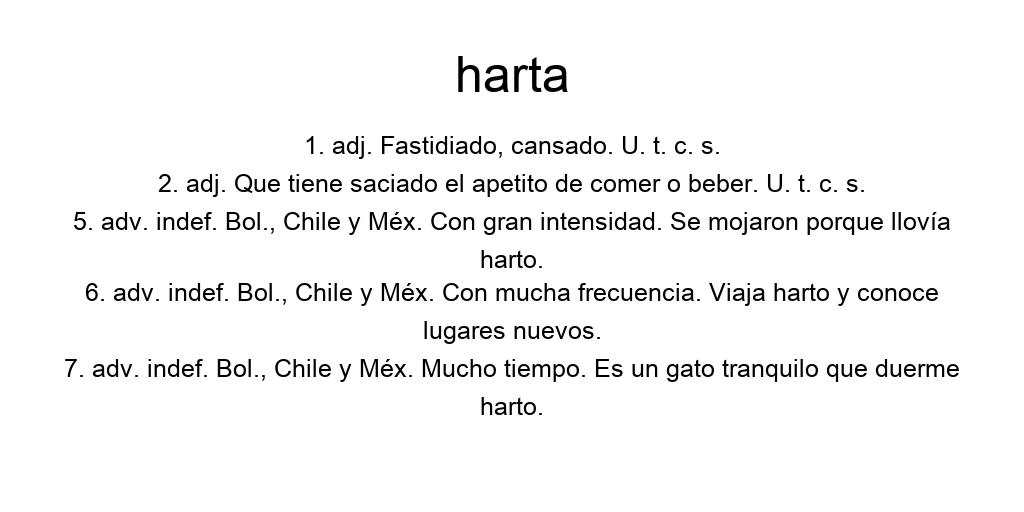 harta
1. adj. Fastidiado, cansado. U. t. c. s.
2. adj. Que tiene saciado el apetito de comer o beber. U. t. c. s.
5. adv. indef. Bol., Chile y Méx. Con gran intensidad. Se mojaron porque llovía
harto.
6. adv. indef. Bol., Chile y Méx. Con mucha frecuencia. Viaja harto y conoce
lugares nuevos.
7. adv. indef. Bol., Chile y Méx. Mucho tiempo. Es un gato tranquilo que duerme
harto.